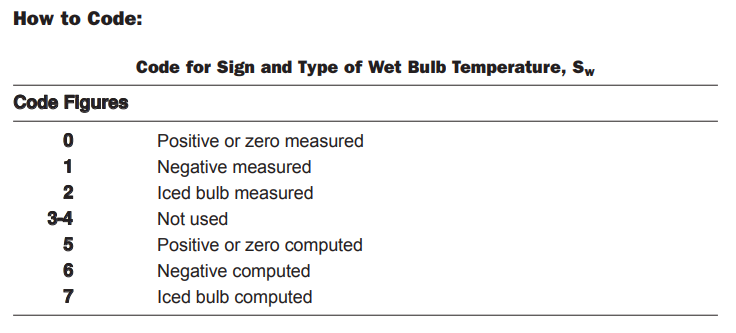 How to Code:
Code for Sign and Type of Wet Bulb Temperature, Sw
Code Figures
0 Positive or zero measured
1 Negative measured
2 Iced bulb measured
3-4 Not used
5 Positive or zero computed
6 Negative computed
7 Iced bulb computed